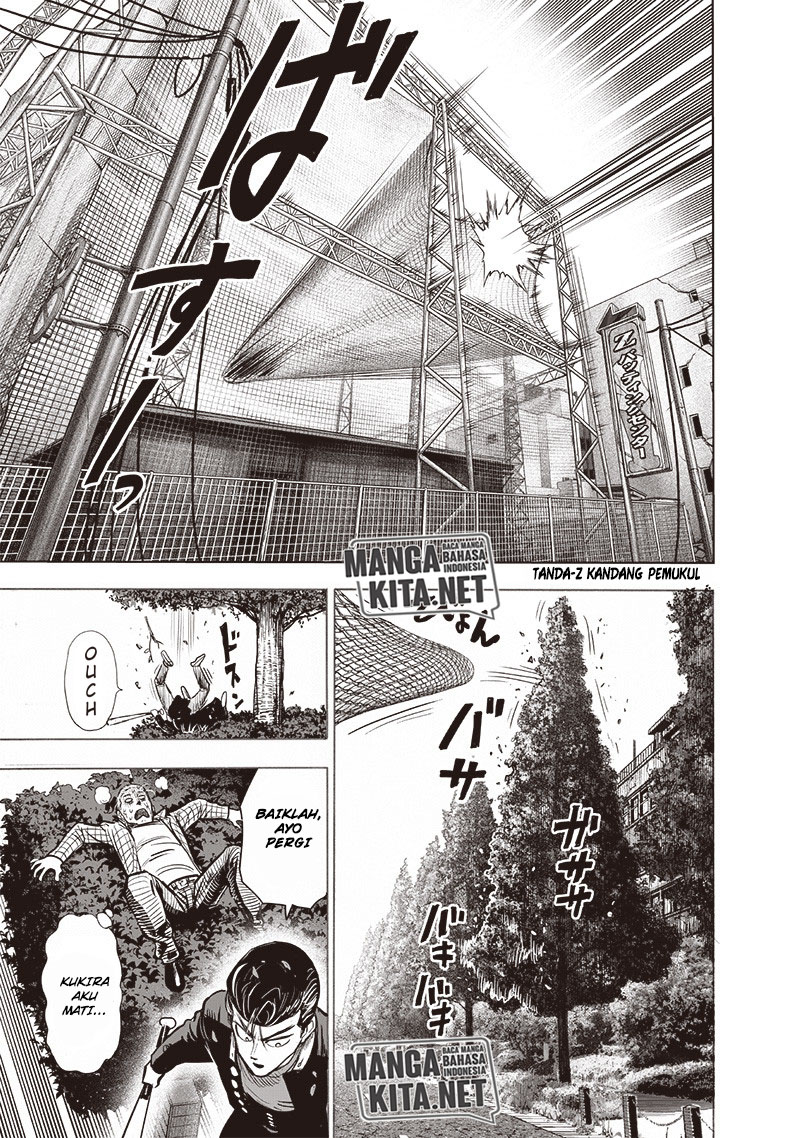 ばすーっ
Zバッティングセンター
TANDA-Z KANDANG PEMUKUL
MANGA
BACA MANGA
BAHASA
INDONESIA
KITA.NET
バサ
ガササ
バキバキ
ドスン
OUCH
BAIKLAH,
AYO
PERGI
KUKIRA
AKU
MATI...
MANGA
BACA MANGA
BAHASA
INDONESIA
KITA.NET